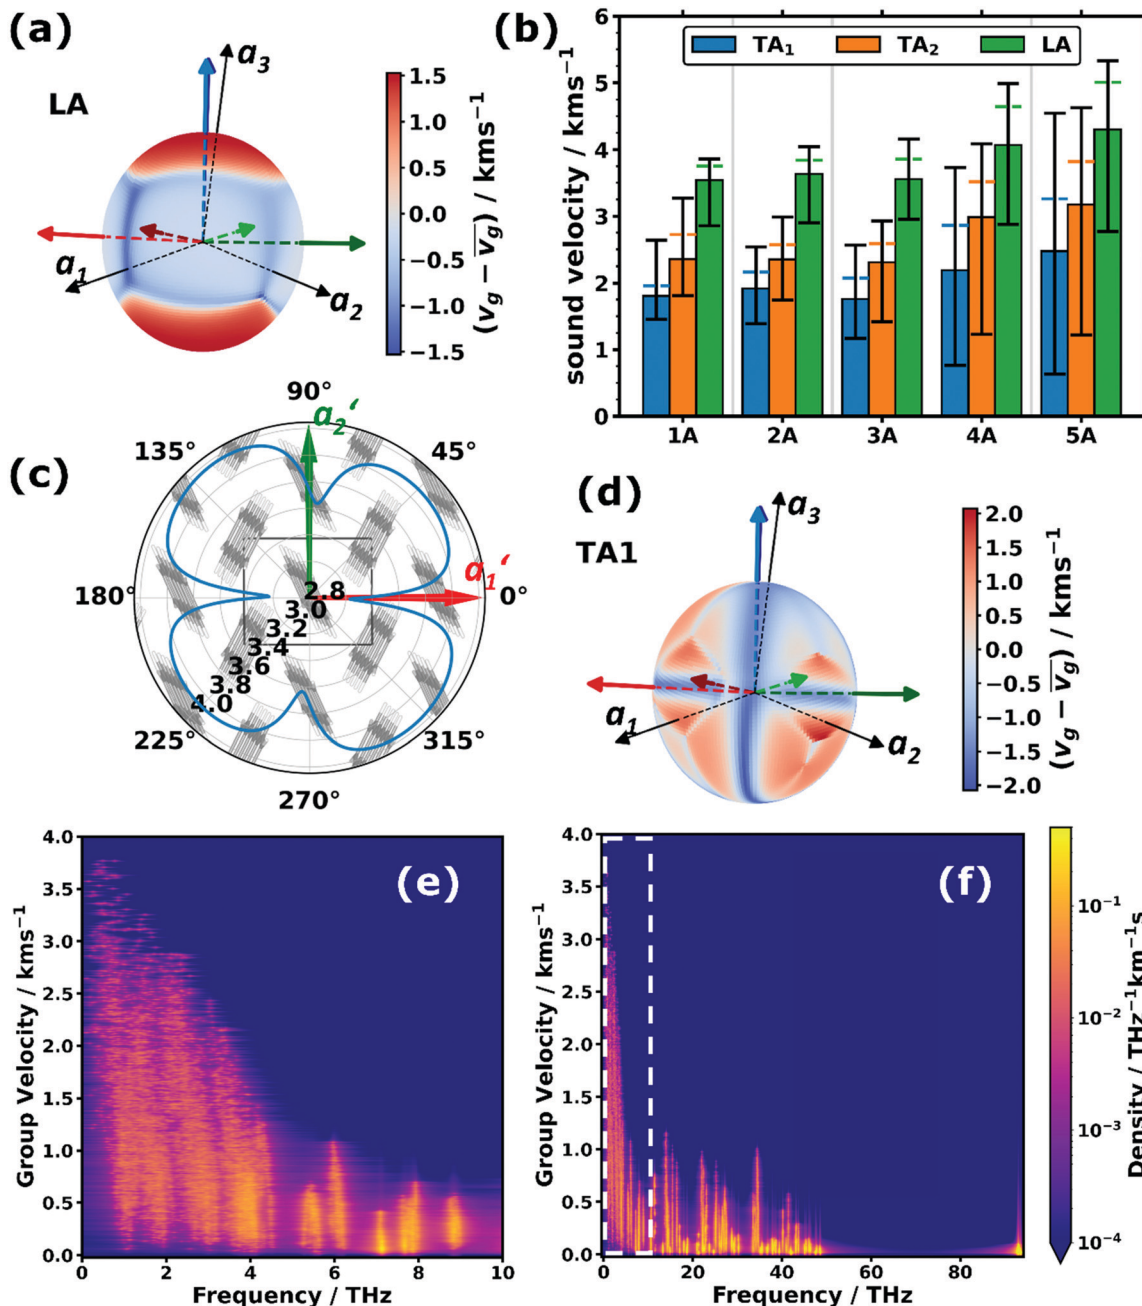 (a)
LA
a3
a1
a2
1.5
1.0
0.5
0.0
−0.5
−1.0
−1.5
(vg − vg) / kms−1
(b)
TA1 TA2 LA
sound velocity / kms−1
6
5
4
3
2
1
0
1A 2A 3A 4A 5A
(c)
90°
a2‘
135° 45°
180° a1‘ 0°
2.8
3.0
3.2
3.4
3.6
3.8
4.0
225° 315°
270°
(d)
TA1
a3
a1
a2
2.0
1.5
1.0
0.5
0.0
−0.5
−1.0
−1.5
−2.0
(vg − vg) / kms−1
(e)
Group Velocity / kms−1
4.0
3.5
3.0
2.5
2.0
1.5
1.0
0.5
0.0
0 2 4 6 8 10
Frequency / THz
(f)
Group Velocity / kms−1
4.0
3.5
3.0
2.5
2.0
1.5
1.0
0.5
0.0
0 20 40 60 80
Frequency / THz
10−1
10−2
10−3
10−4
Density / THz−1km−1s